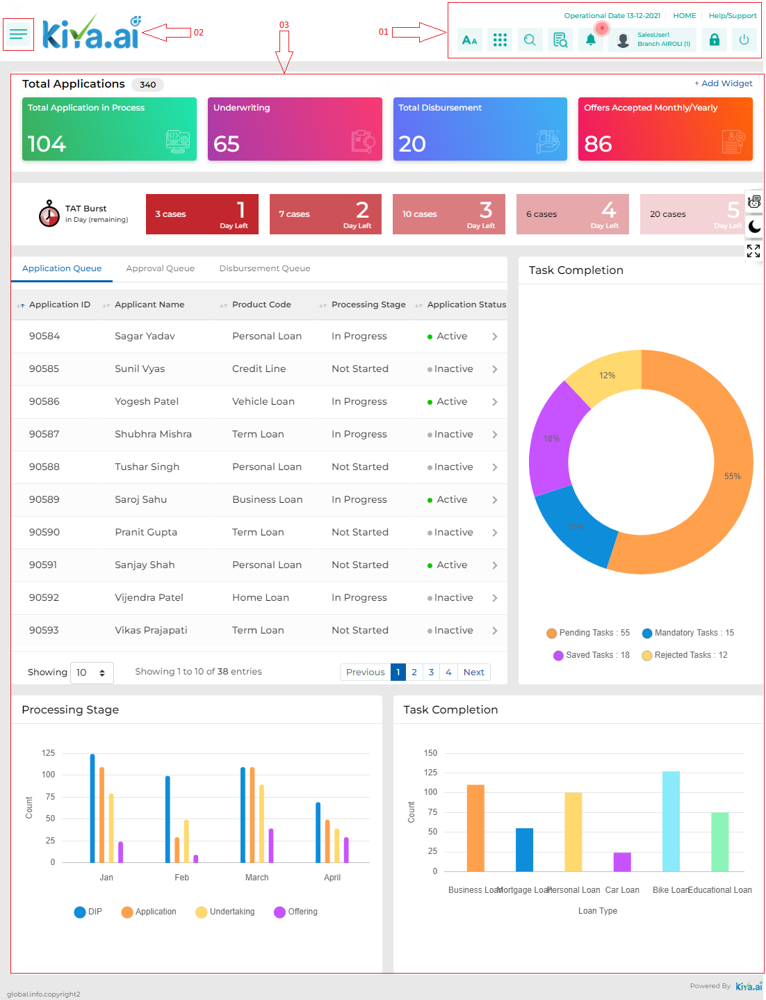 Operational Date 13-12-2021 HOME Help/Support
Kiya.ai 02 03 01
AA
SalesUser1
Branch AIROLI (1)
Total Applications 340 + Add Widget
Total Application in Process
104
Underwriting
65
Total Disbursement
20
Offers Accepted Monthly/Yearly
86
TAT Burst
in Day (remaining)
3 cases 1 Day Left
7 cases 2 Day Left
10 cases 3 Day Left
6 cases 4 Day Left
20 cases 5 Day Left
Application Queue Approval Queue Disbursement Queue
Application ID Applicant Name Product Code Processing Stage Application Status
90584 Sagar Yadav Personal Loan In Progress Active
90585 Sunil Vyas Credit Line Not Started Inactive
90586 Yogesh Patel Vehicle Loan In Progress Active
90587 Shubhra Mishra Term Loan In Progress Inactive
90588 Tushar Singh Personal Loan Not Started Inactive
90589 Saroj Sahu Business Loan In Progress Active
90590 Pranit Gupta Term Loan Not Started Inactive
90591 Sanjay Shah Personal Loan Not Started Active
90592 Vijendra Patel Home Loan In Progress Inactive
90593 Vikas Prajapati Term Loan Not Started Inactive
Showing 10 Showing 1 to 10 of 38 entries Previous 1 2 3 4 Next
Task Completion
12%
18%
55%
15%
Pending Tasks : 55 Mandatory Tasks : 15
Saved Tasks : 18 Rejected Tasks : 12
Processing Stage
125
100
75
50
25
0
Count
Jan Feb March April
DIP Application Undertaking Offering
Task Completion
150
125
100
75
50
25
0
Count
Business Loan Mortgage Loan Personal Loan Car Loan Bike Loan Educational Loan
Loan Type
Powered By Kiya.ai
global.info.copyright2